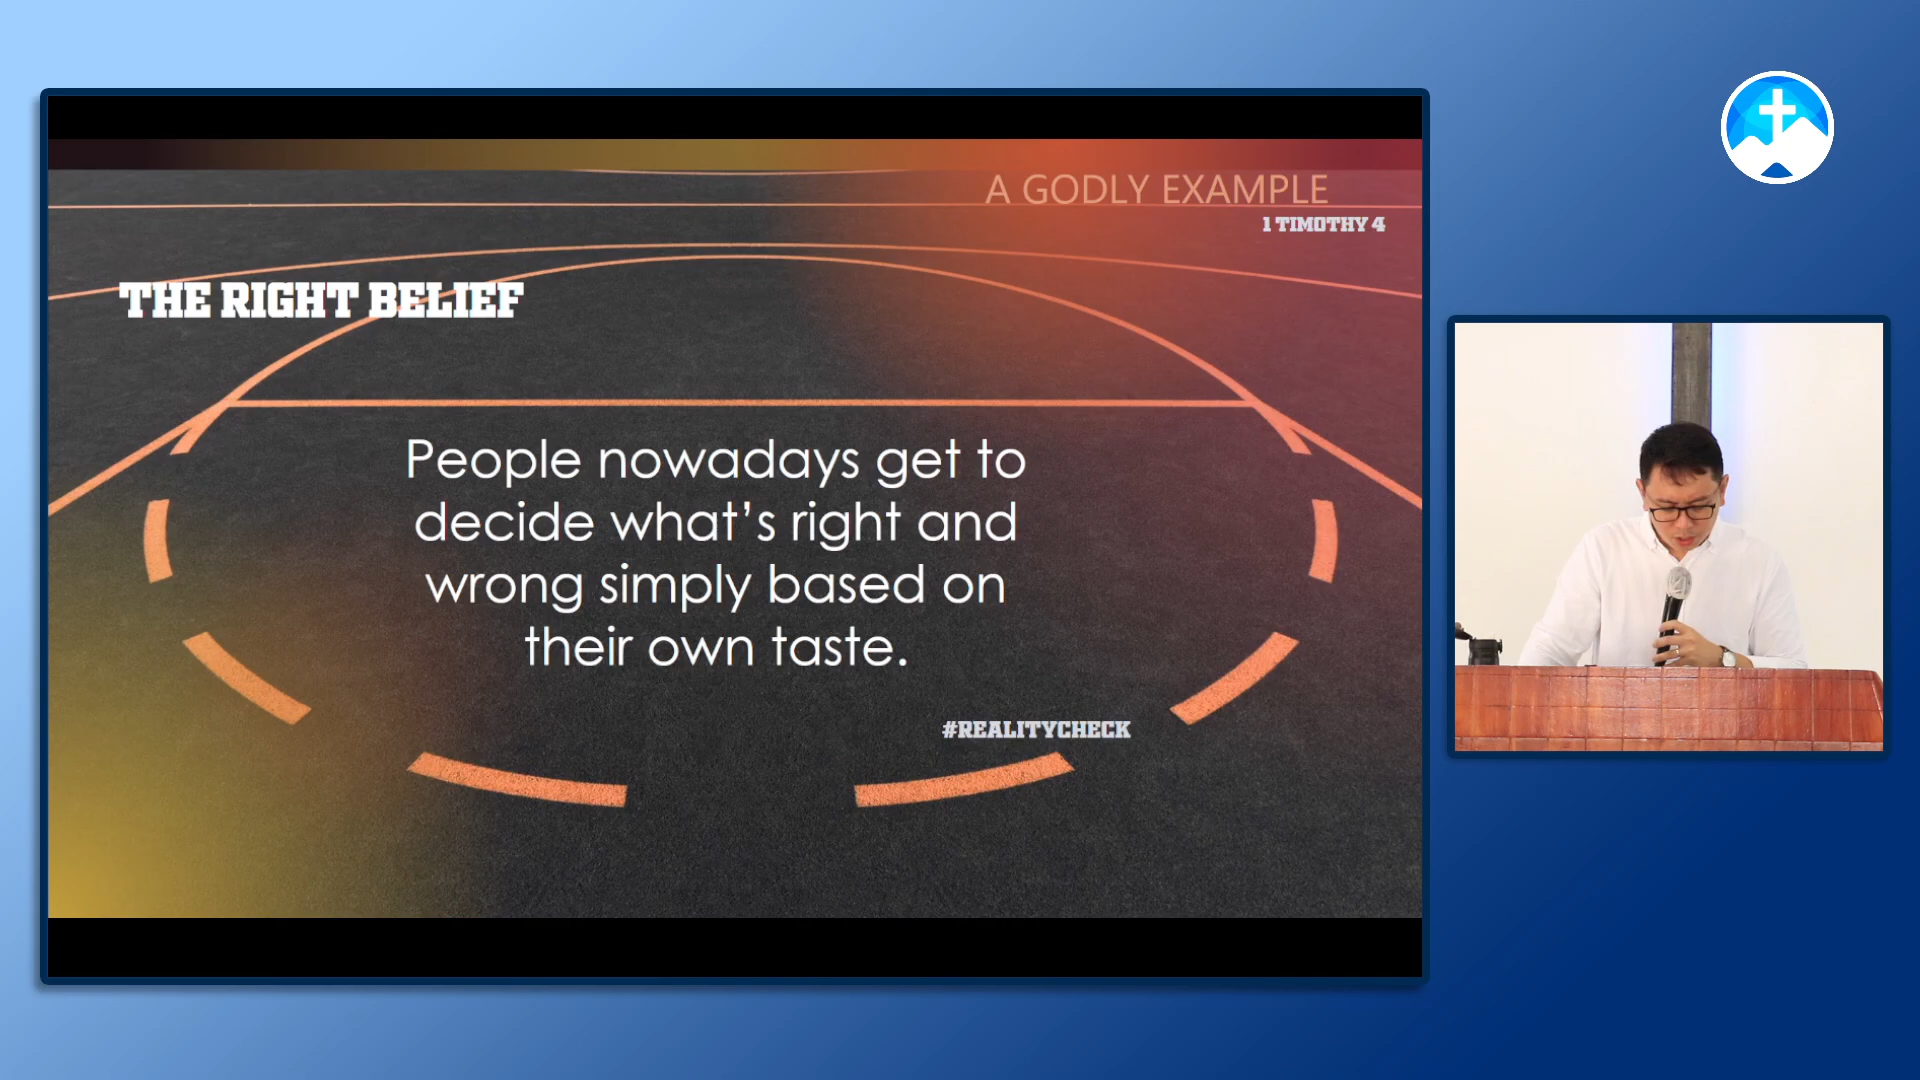 A GODLY EXAMPLE
1 TIMOTHY 4
THE RIGHT BELIEF
People nowadays get to
decide what's right and
wrong simply based on
their own taste.
#REALITYCHECK